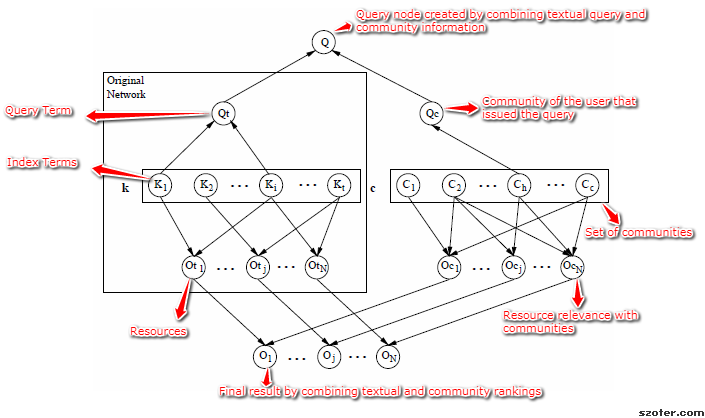 Query node created by combining textual query and
community information
Q
Original
Network
Query Term
Qt
Qc
Community of the user that
issued the query
Index Terms
k
K1 K2 ... Ki ... Kt
c
C1 C2 ... Ch ... Cc
Set of communities
Ot1 ... Otj ... OtN
Oc1 ... Ocj ... OcN
Resources
Resource relevance with
communities
O1 ... Oj ... ON
Final result by combining textual and community rankings
szoter.com